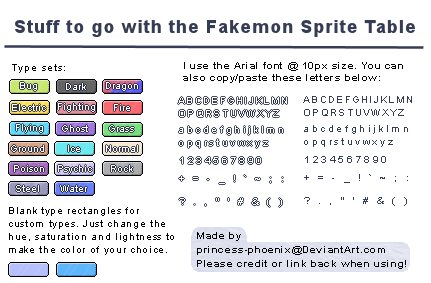 Stuff to go with the Fakemon Sprite Table
Type sets:
Bug Dark Dragon
Electric Fighting Fire
Flying Ghost Grass
Ground Ice Normal
Poison Psychic Rock
Steel Water
Blank type rectangles for
custom types. Just change the
hue, saturation and lightness to
make the color of your choice.
I use the Arial font @ 10px size. You can
also copy/paste these letters below:
ABCDEFGHIJKLMN
OPQRSTUVWXYZ
abcdefghijklmn
opqrstuvwxyz
1234567890
+ = - _ ! ` ~ ; :
? . , " ' # & ( )
ABCDEFGHIJKLMN
OPQRSTUVWXYZ
abcdefghijklmn
opqrstuvwxyz
1234567890
+ = - _ ! ` ~ ; :
? . , " ' # & ( )
Made by
princess-phoenix@DeviantArt.com
Please credit or link back when using!